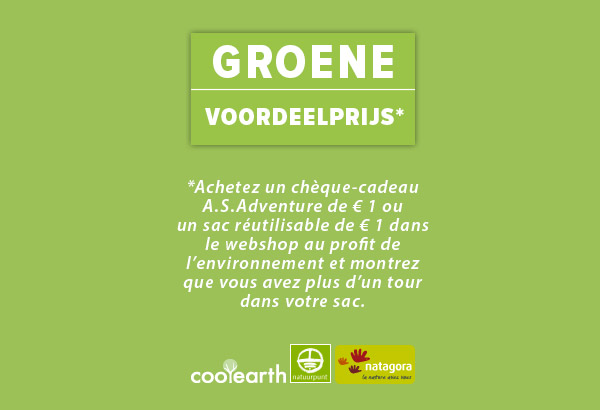 GROENE
VOORDEELPRIJS*
*Achetez un chèque-cadeau
A.S.Adventure de € 1 ou
un sac réutilisable de € 1 dans
le webshop au profit de
l'environnement et montrez
que vous avez plus d'un tour
dans votre sac.
coolearth
natuurpunt
natagora
la nature avec vous